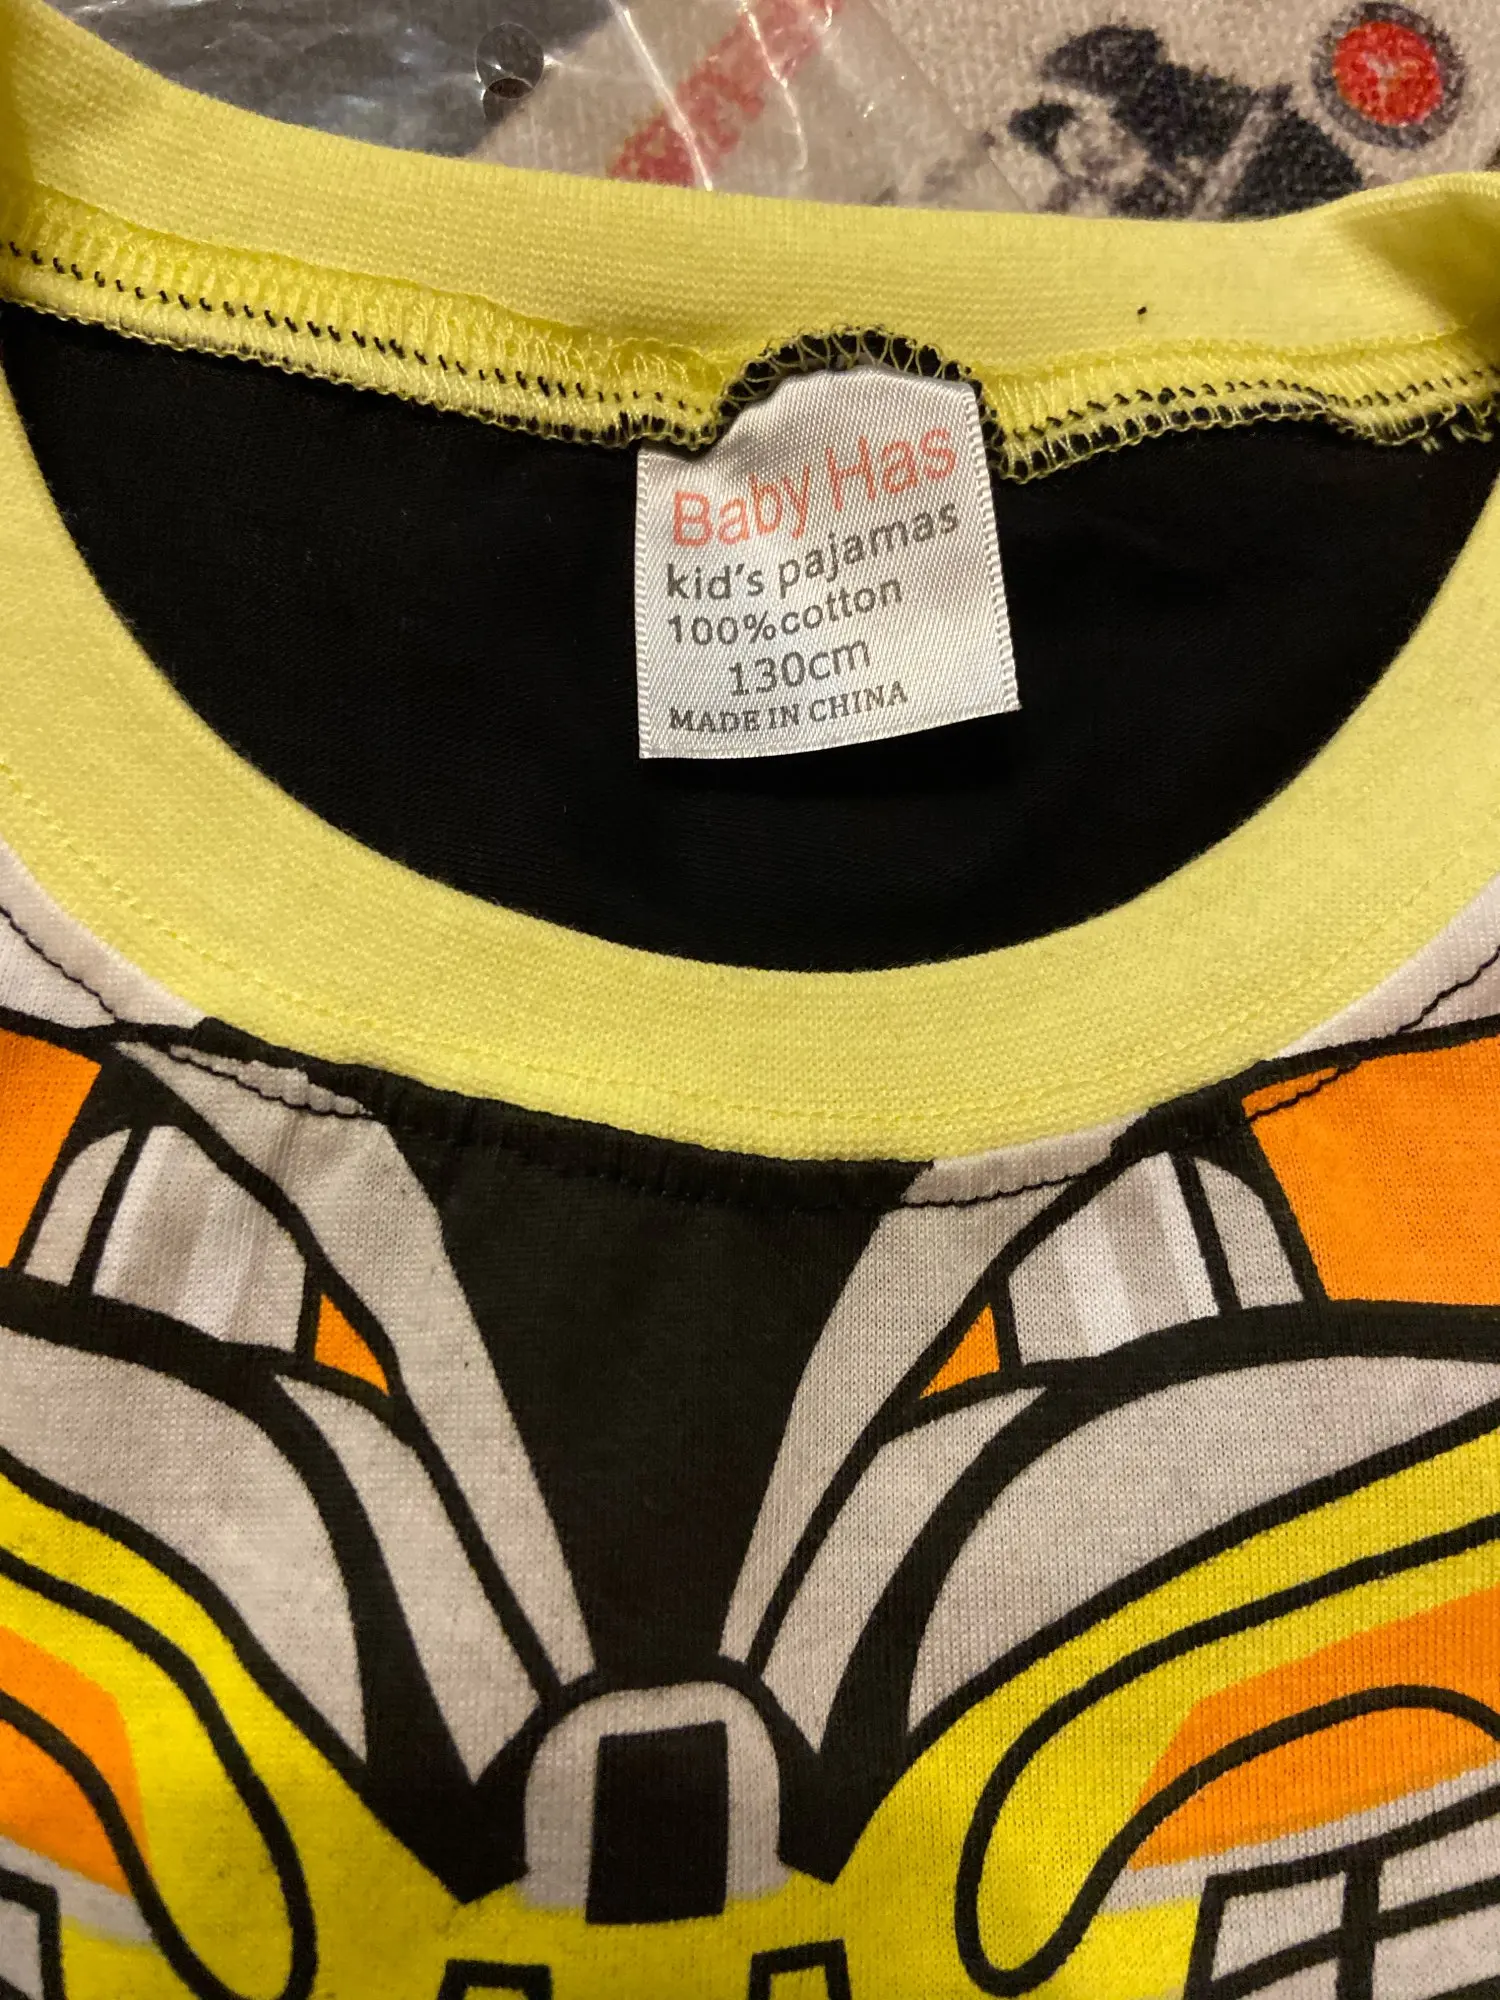 Baby Has
kid's pajamas
100%cotton
130cm
MADE IN CHINA